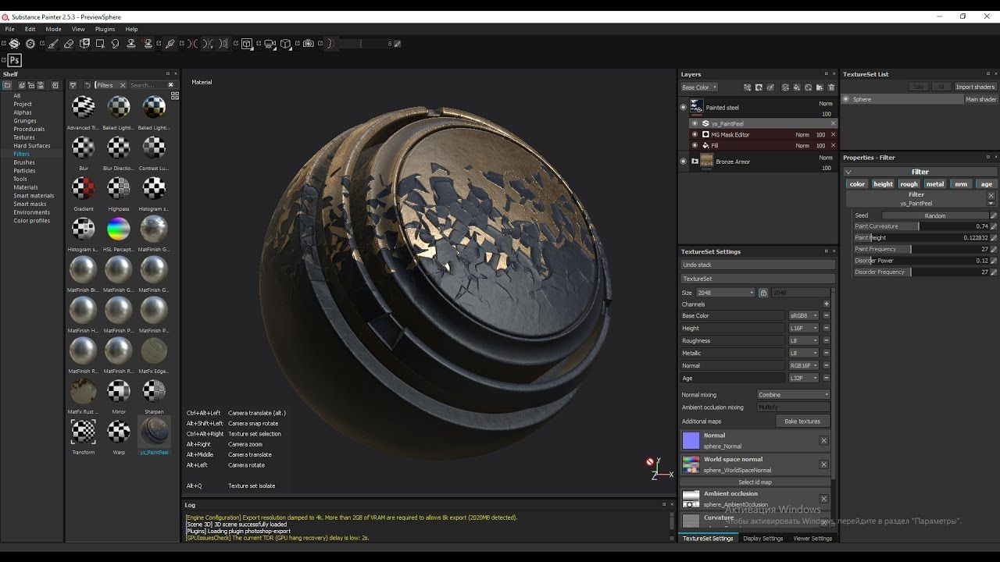 Substance Painter 2.5.3 - PreviewSphere
File Edit Mode View Plugins Help
8
Ps
Shelf
Filters Search...
All
Project
Alphas
Grunges
Procedurals
Textures
Hard Surfaces
Filters
Brushes
Particles
Tools
Materials
Smart materials
Smart masks
Environments
Color profiles
Advanced Tr... Baked Lighti... Baked Lighti...
Blur Blur Directio... Contrast Lu...
Gradient Highpass Histogram s...
Histogram s... HSL Percept... MatFinish G...
MatFinish Br... MatFinish G... MatFinish G...
MatFinish H... MatFinish P... MatFinish P...
MatFinish R... MatFinish R... MatFx Edge...
MatFx Rust ... Mirror Sharpen
Transform Warp ys_PaintPeel
Material
Ctrl+Alt+Left Camera translate (alt.)
Alt+Shift+Left Camera snap rotate
Ctrl+Alt+Right Texture set selection
Alt+Right Camera zoom
Alt+Middle Camera translate
Alt+Left Camera rotate
Alt+Q Texture set isolate
Y
Z X
Log
[Engine Configuration] Export resolution damped to 4k. More than 2GB of VRAM are required to allows 8k export (2020MB detected).
[Scene 3D] 3D scene successfully loaded
[Plugins] Loading plugin photoshop-export
[GPUIssuesCheck] The current TDR (GPU hang recovery) delay is low: 2s.
Layers
Base Color
Painted steel Norm
100
ys_PaintPeel
MG Mask Editor Norm 100
Fill Norm 100
Bronze Armor Norm
100
TextureSet Settings
Undo stack
TextureSet
Size 2048 2048
Channels
Base Color sRGB8
Height L16F
Roughness L8
Metallic L8
Normal RGB16F
Age L32F
Normal mixing Combine
Ambient occlusion mixing Multiply
Additional maps Bake textures
Normal
sphere_Normal
World space normal
sphere_WorldSpaceNormal
Select id map
Ambient occlusion
sphere_AmbientOcclusion
Curvature
TextureSet Settings Display Settings Viewer Settings
TextureSet List
Solo All Import shaders
Sphere Main shader
Properties - Filter
Filter
color height rough metal nrm age
Filter
ys_PaintPeel
Seed Random
Paint Curveature 0.74
Paint Height 0.122832
Paint Frequency 27
Disorder Power 0.12
Disorder Frequency 27
Активация Windows
Чтобы активировать Windows, перейдите в раздел "Параметры".